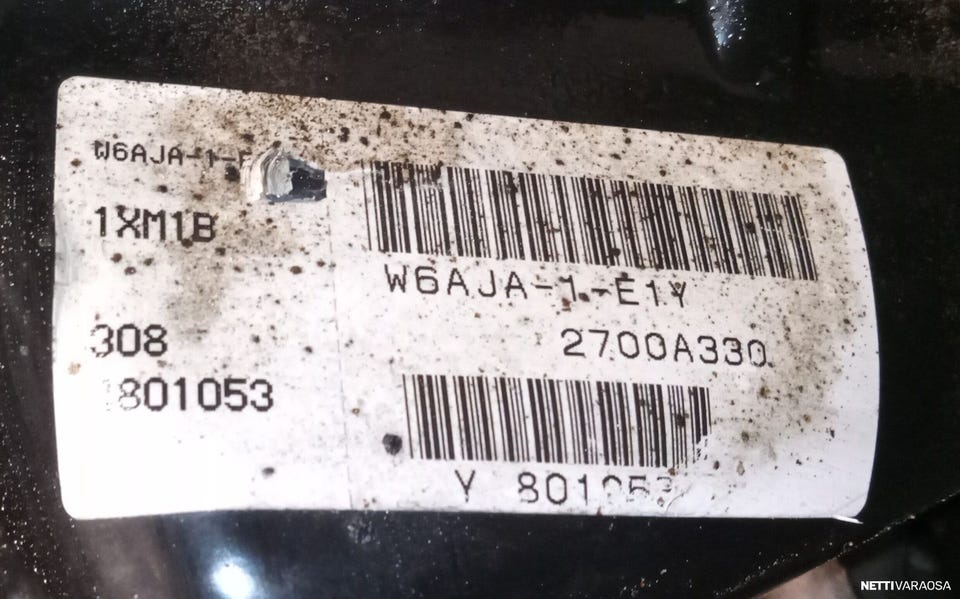 W6AJA-1-E
1XM1B
308
801053
W6AJA-1-E1Y
2700A330
Y 801053
NETTIVARAOSA